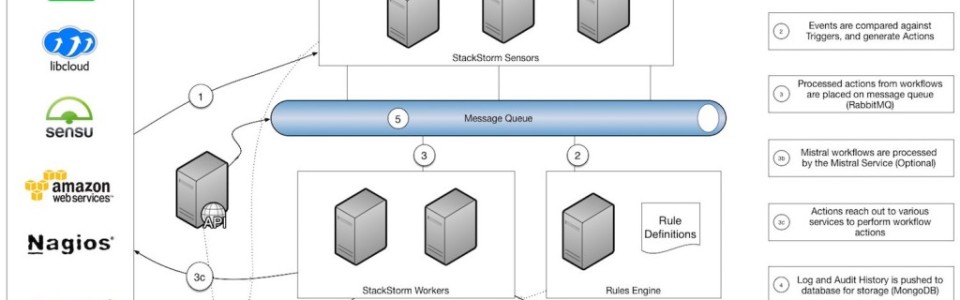 libcloud
sensu
amazon
webservices™
Nagios®
1
API
3c
StackStorm Sensors
5
Message Queue
3
2
StackStorm Workers
Rule
Definitions
Rules Engine
2
Events are compared against
Triggers, and generate Actions
3
Processed actions from workflows
are placed on message queue
(RabbitMQ)
3b
Mistral workflows are processed
by the Mistral Service (Optional)
3c
Actions reach out to various
services to perform workflow
actions
4
Log and Audit History is pushed to
database for storage (MongoDB)